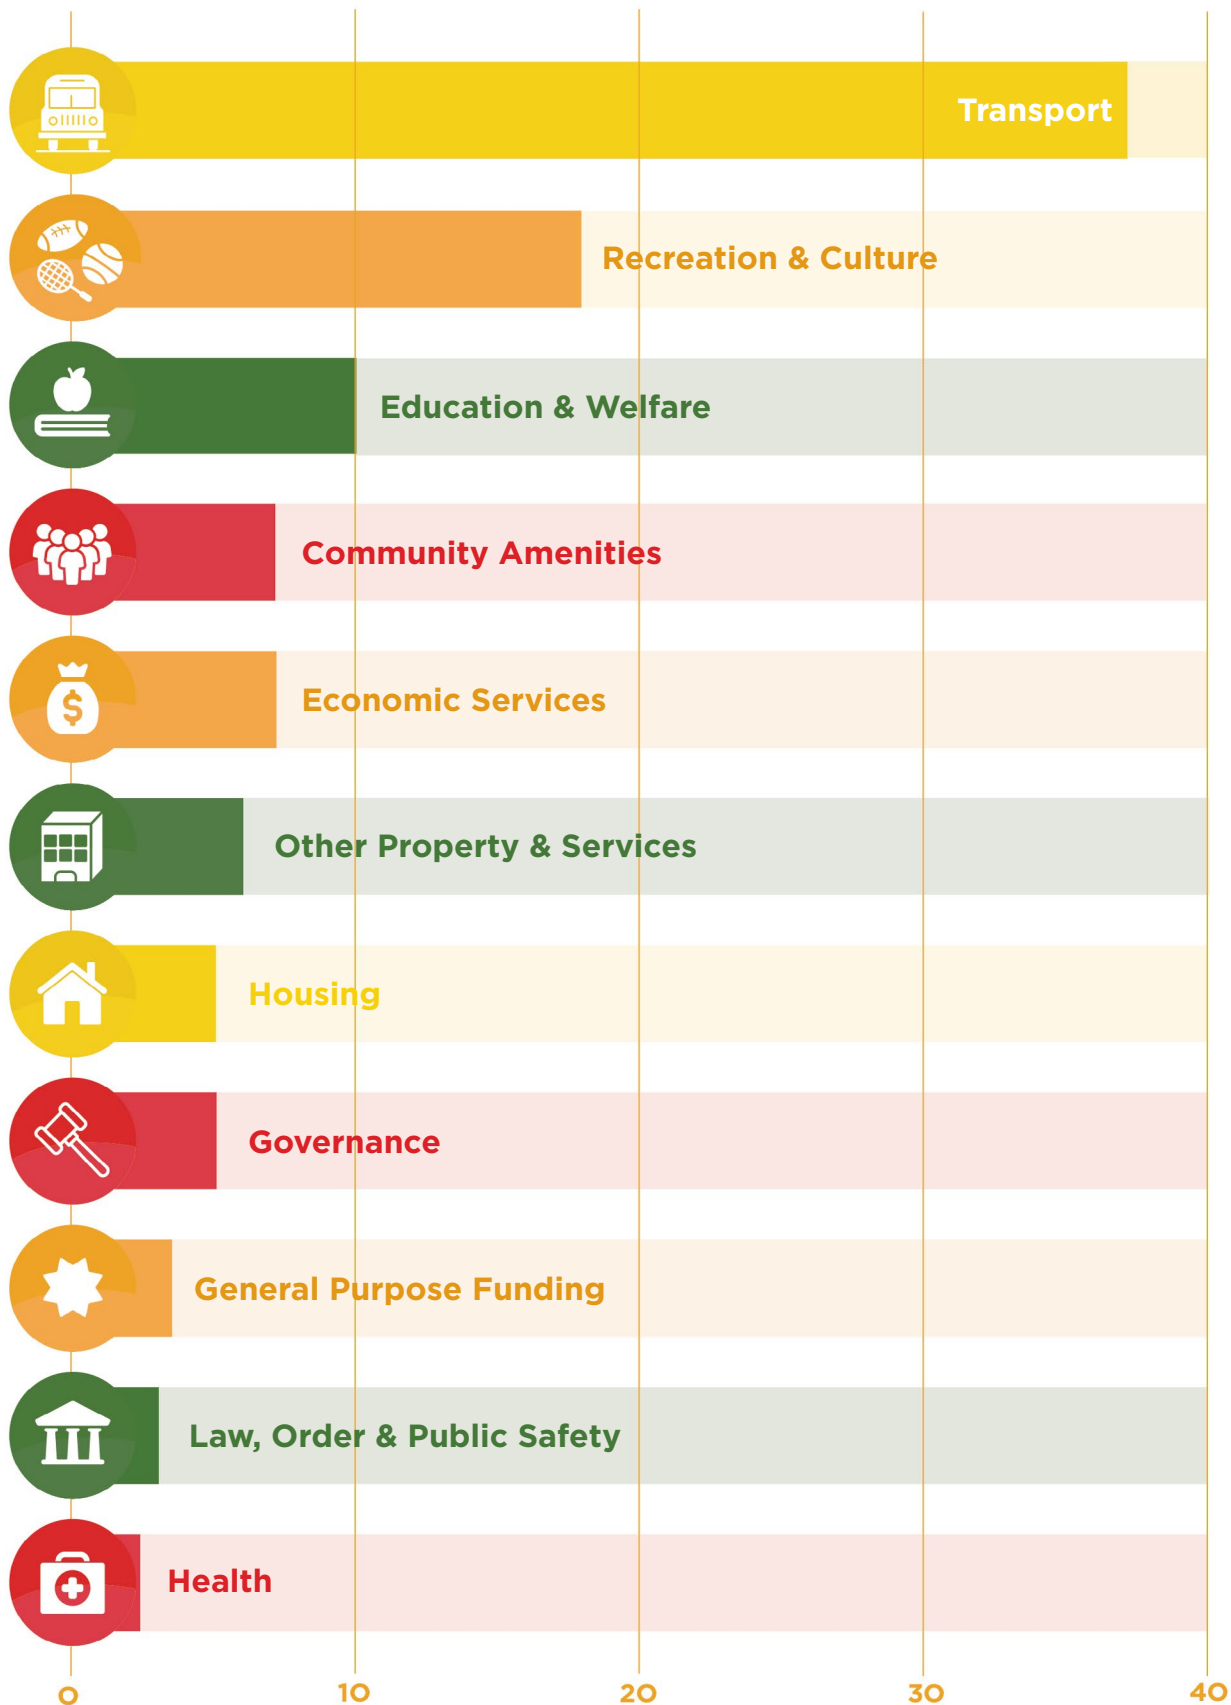 Transport
Recreation & Culture
Education & Welfare
Community Amenities
$
Economic Services
Other Property & Services
Housing
Governance
General Purpose Funding
Law, Order & Public Safety
Health
0 10 20 30 40